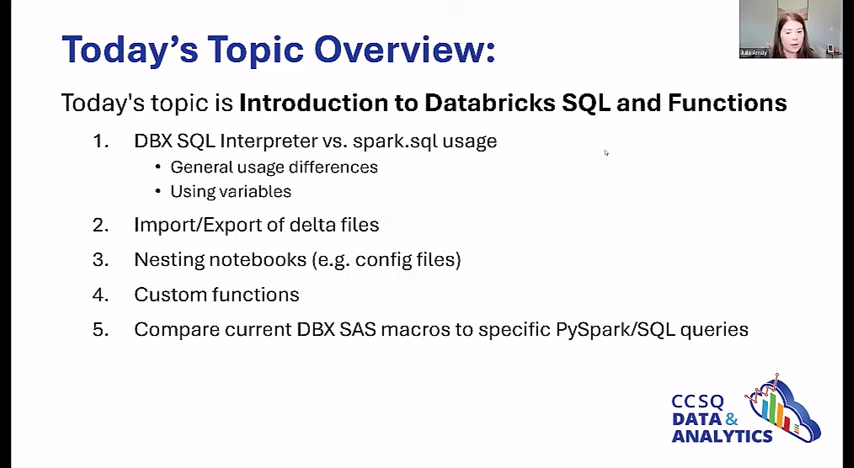 Today's Topic Overview:
Today's topic is Introduction to Databricks SQL and Functions
1. DBX SQL Interpreter vs. spark.sql usage
• General usage differences
• Using variables
2. Import/Export of delta files
3. Nesting notebooks (e.g. config files)
4. Custom functions
5. Compare current DBX SAS macros to specific PySpark/SQL queries
CCSQ
DATA &
ANALYTICS